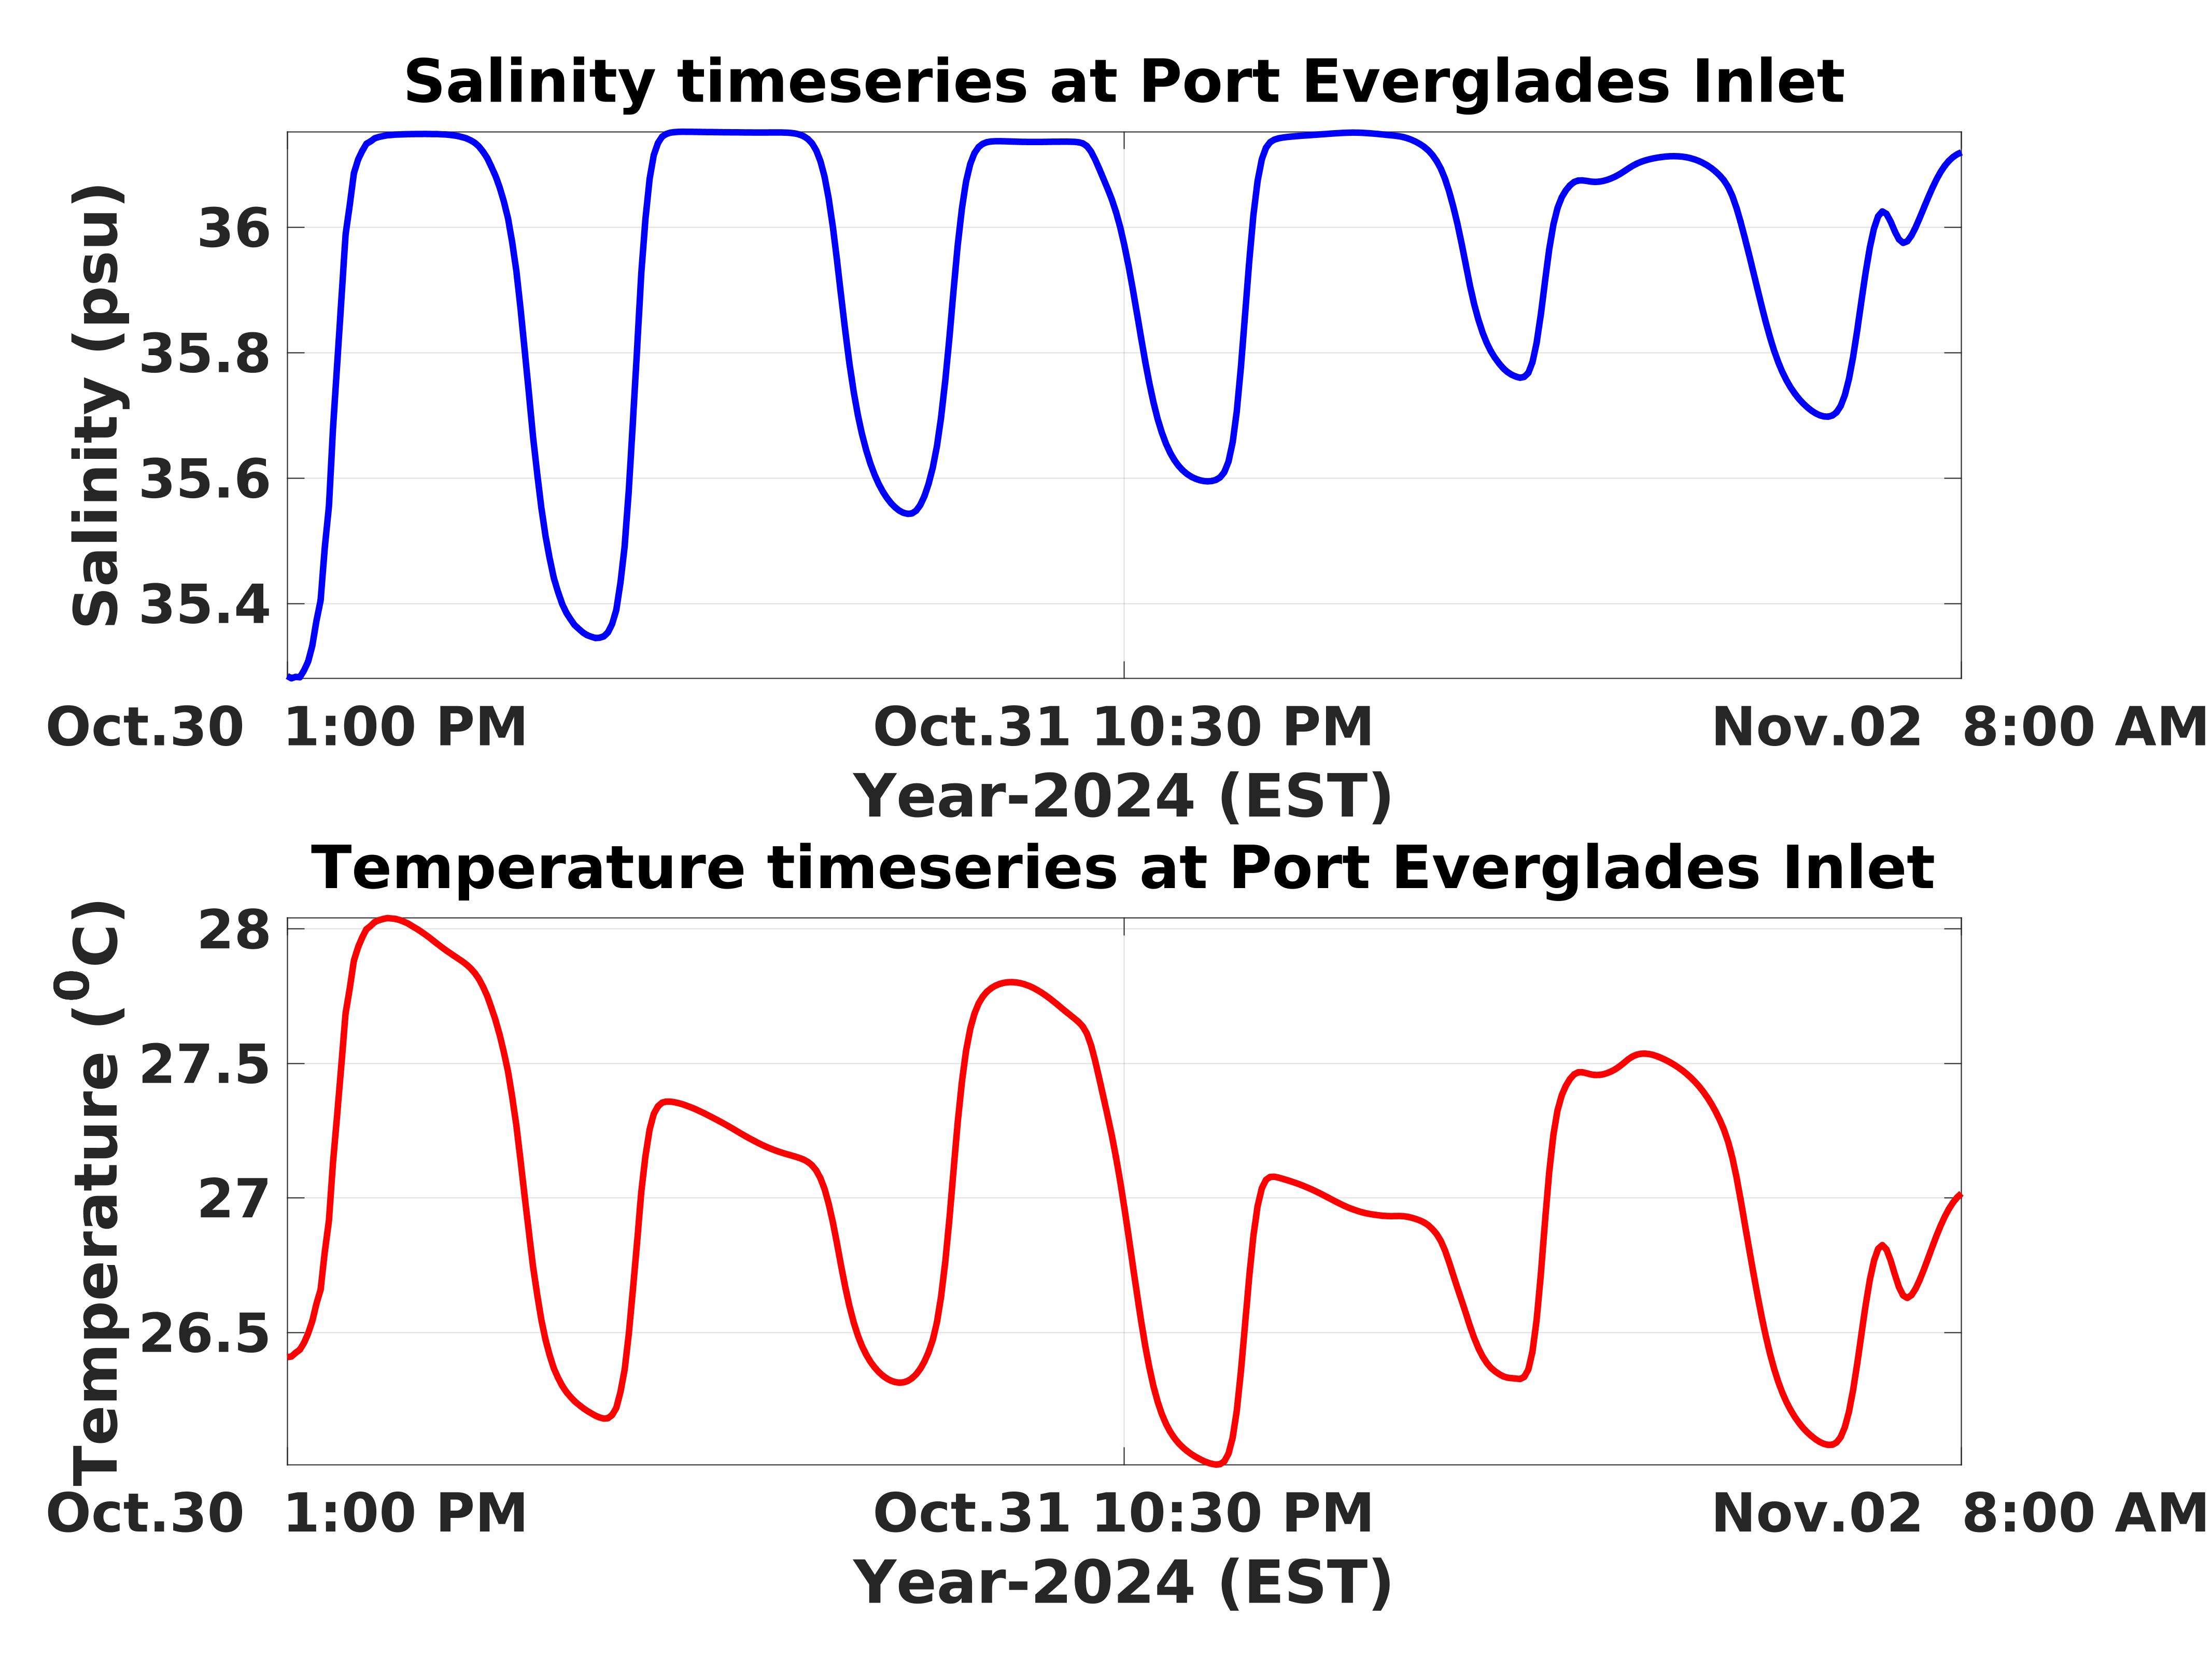 Salinity timeseries at Port Everglades Inlet
Salinity (psu)
36
35.8
35.6
35.4
Oct.30  1:00 PM
Oct.31 10:30 PM
Nov.02  8:00 AM
Year-2024 (EST)
Temperature timeseries at Port Everglades Inlet
Temperature (⁰C)
28
27.5
27
26.5
Oct.30  1:00 PM
Oct.31 10:30 PM
Nov.02  8:00 AM
Year-2024 (EST)